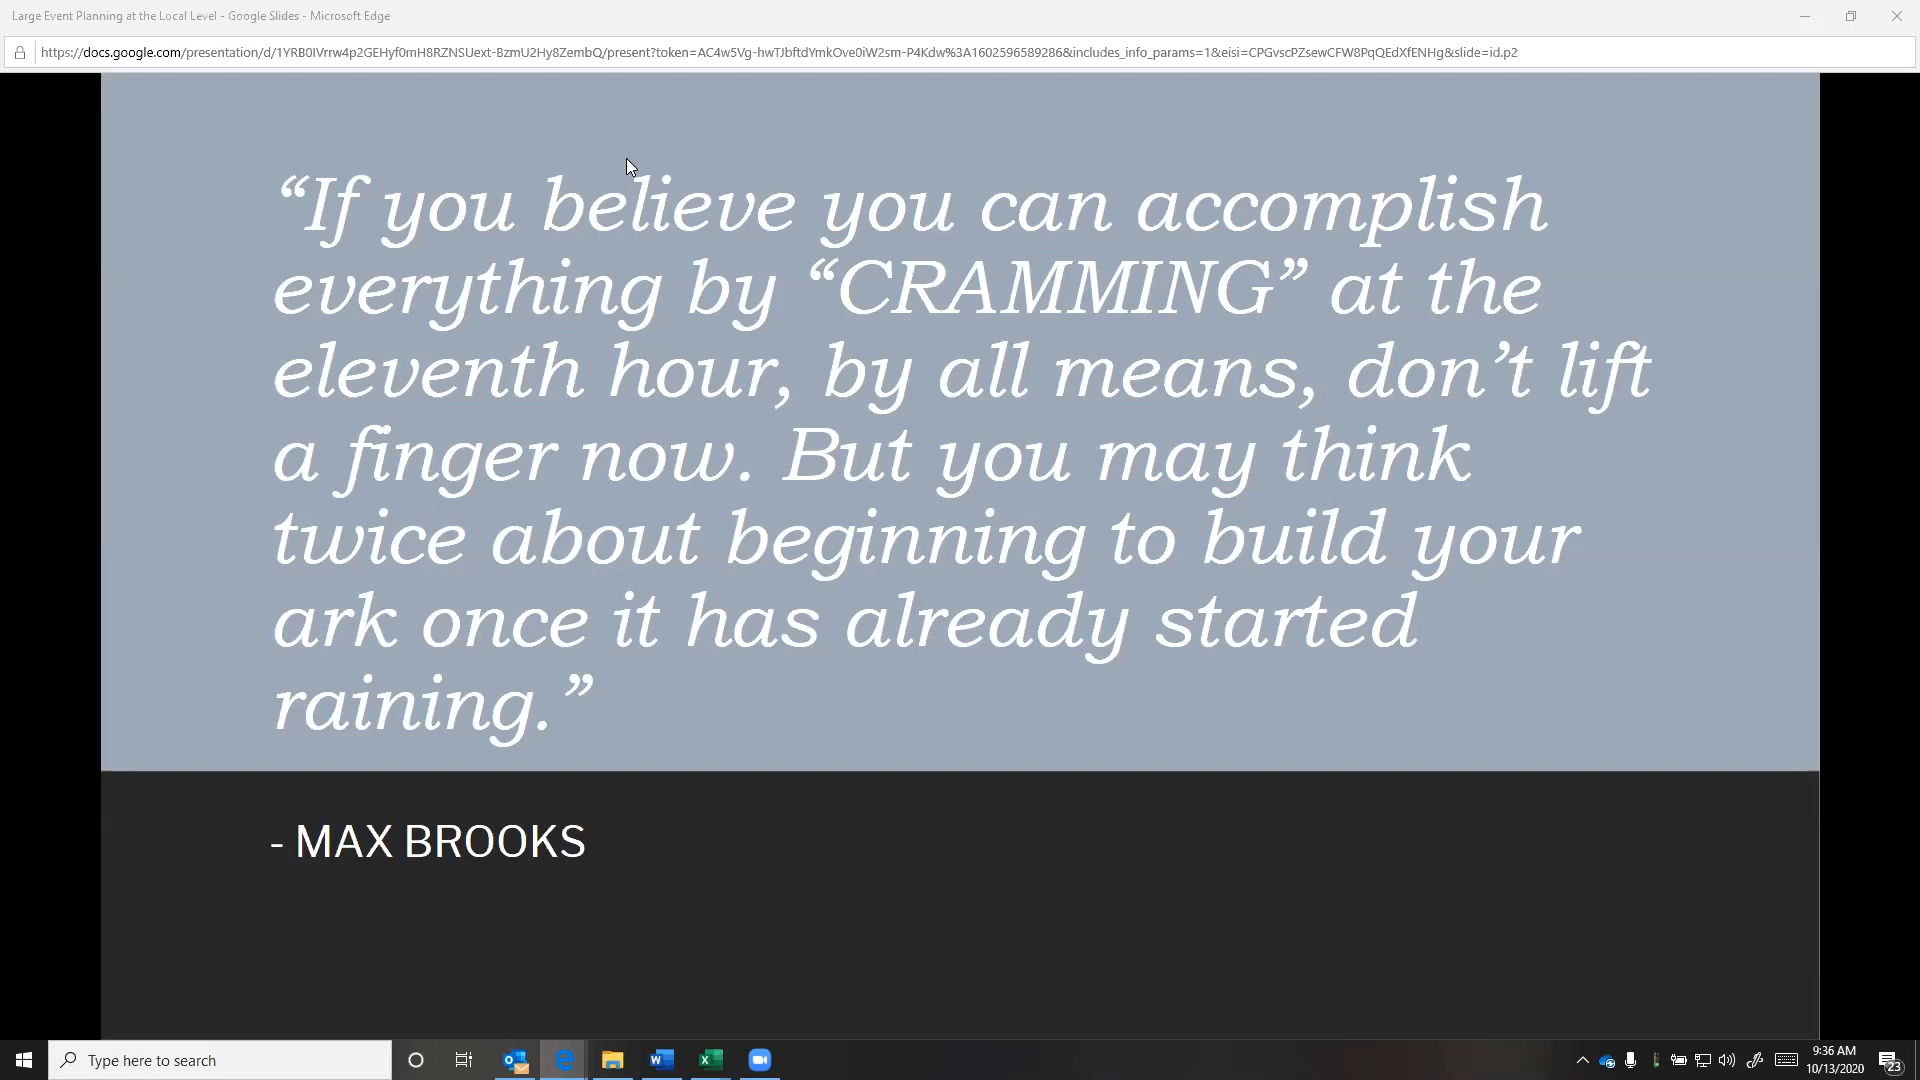 Large Event Planning at the Local Level - Google Slides - Microsoft Edge
https://docs.google.com/presentation/d/1YRB0IVrrw4p2GEHyf0mH8RZNSUext-BzmU2Hy8ZembQ/present?token=AC4w5Vg-hwTJbftdYmkOve0iW2sm-P4Kdw%3A1602596589286&includes_info_params=1&eisi=CPGvscPZsewCFW8PqQEdXfENHg&slide=id.p2
“If you believe you can accomplish
everything by “CRAMMING” at the
eleventh hour, by all means, don’t lift
a finger now. But you may think
twice about beginning to build your
ark once it has already started
raining.”
- MAX BROOKS
Type here to search
9:36 AM
10/13/2020
23